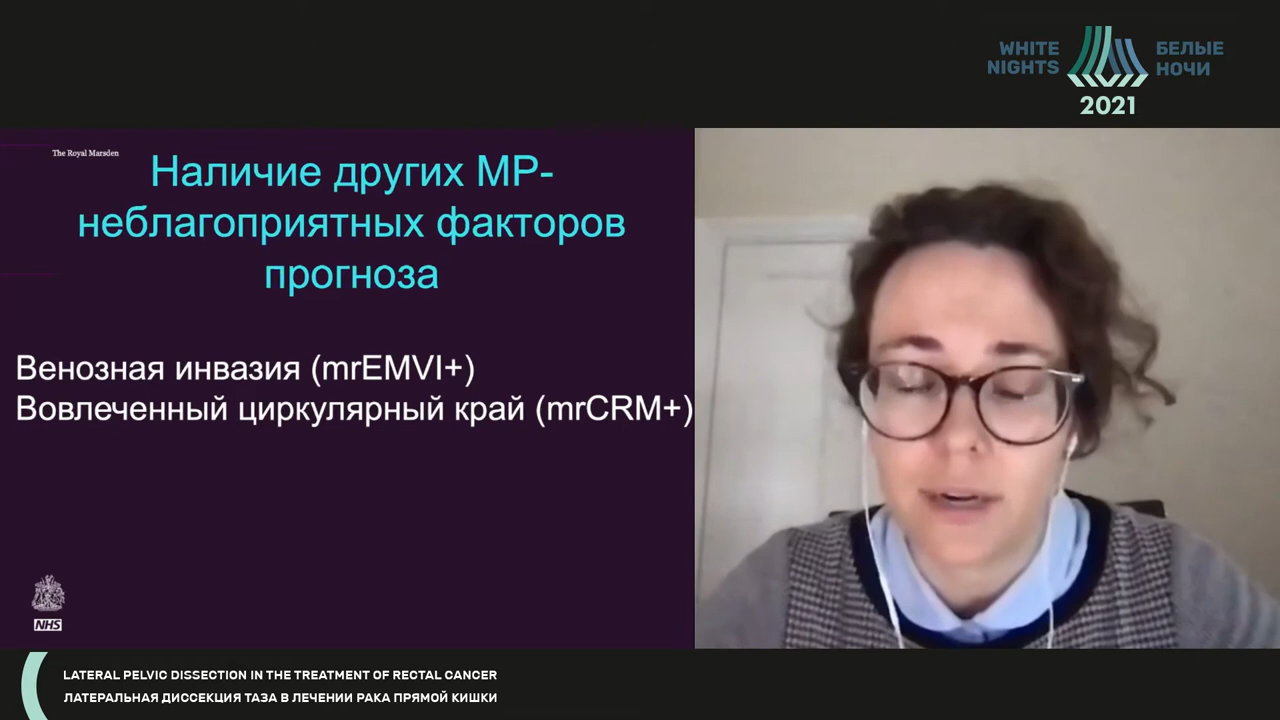 WHITE
NIGHTS
БЕЛЫЕ
НОЧИ
2021
The Royal Marsden
Наличие других МР-
неблагоприятных факторов
прогноза
Венозная инвазия (mrEMVI+)
Вовлеченный циркулярный край (mrCRM+)
NHS
LATERAL PELVIC DISSECTION IN THE TREATMENT OF RECTAL CANCER
ЛАТЕРАЛЬНАЯ ДИССЕКЦИЯ ТАЗА В ЛЕЧЕНИИ РАКА ПРЯМОЙ КИШКИ